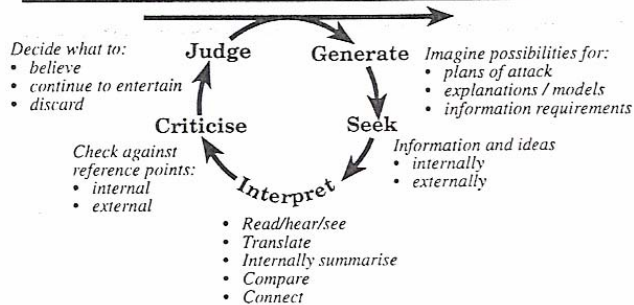 Judge
Decide what to:
• believe
• continue to entertain
• discard
Generate
Imagine possibilities for:
• plans of attack
• explanations / models
• information requirements
Seek
Information and ideas
• internally
• externally
Interpret
• Read/hear/see
• Translate
• Internally summarise
• Compare
• Connect
Criticise
Check against
reference points:
• internal
• external